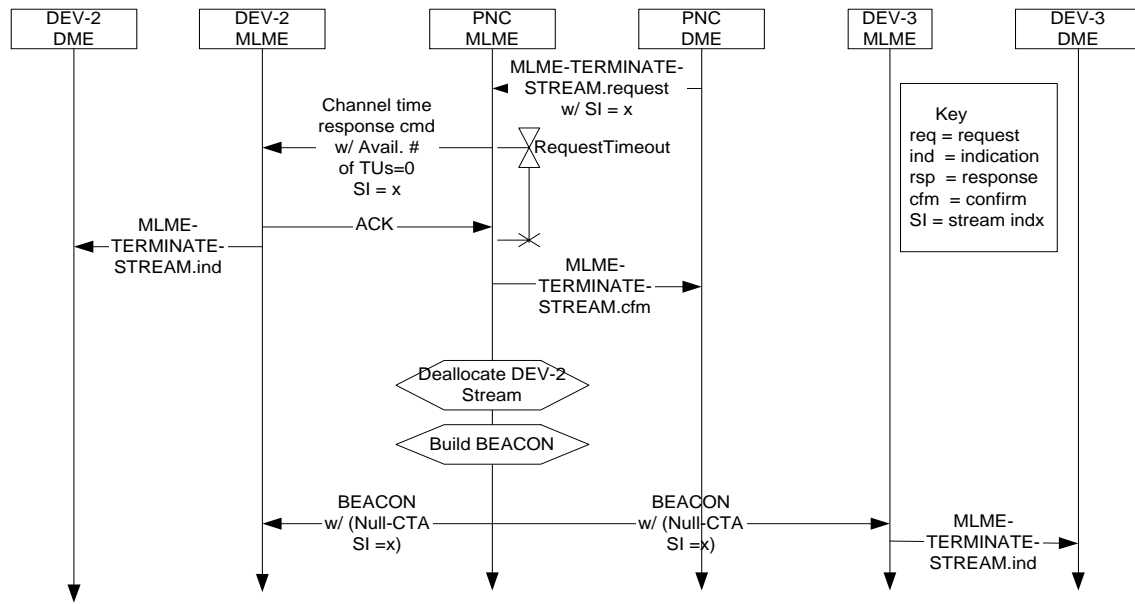 DEV-2
DME
DEV-2
MLME
PNC
MLME
PNC
DME
DEV-3
MLME
DEV-3
DME
MLME-TERMINATE-
STREAM.request
w/ SI = x
Channel time
response cmd
w/ Avail. #
of TUs=0
SI = x
RequestTimeout
Key
req = request
ind = indication
rsp = response
cfm = confirm
SI = stream indx
ACK
MLME-
TERMINATE-
STREAM.ind
MLME-
TERMINATE-
STREAM.cfm
Deallocate DEV-2
Stream
Build BEACON
BEACON
w/ (Null-CTA
SI =x)
BEACON
w/ (Null-CTA
SI =x)
MLME-
TERMINATE-
STREAM.ind